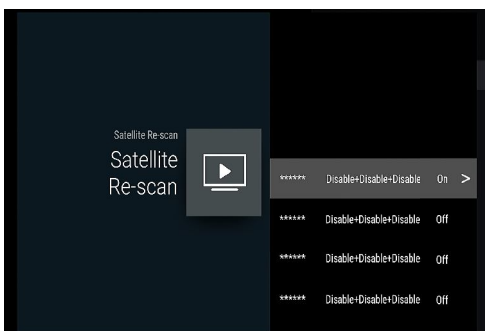 Satellite Re-scan
Satellite
Re-scan
****** Disable+Disable+Disable On >
****** Disable+Disable+Disable Off
****** Disable+Disable+Disable Off
****** Disable+Disable+Disable Off